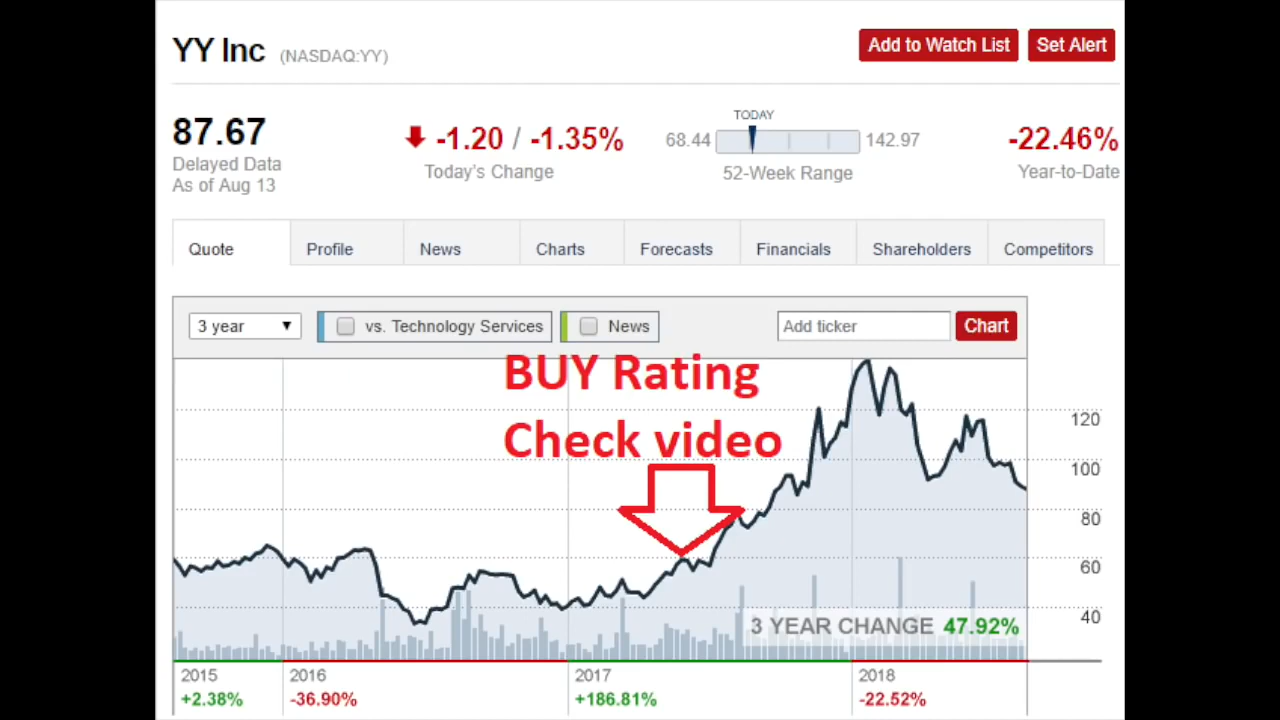 YY Inc (NASDAQ:YY)
Add to Watch List
Set Alert
87.67
Delayed Data
As of Aug 13
-1.20 / -1.35%
Today's Change
TODAY
68.44
142.97
52-Week Range
-22.46%
Year-to-Date
Quote
Profile
News
Charts
Forecasts
Financials
Shareholders
Competitors
3 year
vs. Technology Services
News
Add ticker
Chart
BUY Rating
Check video
120
100
80
60
40
3 YEAR CHANGE 47.92%
2015
2016
2017
2018
+2.38%
-36.90%
+186.81%
-22.52%